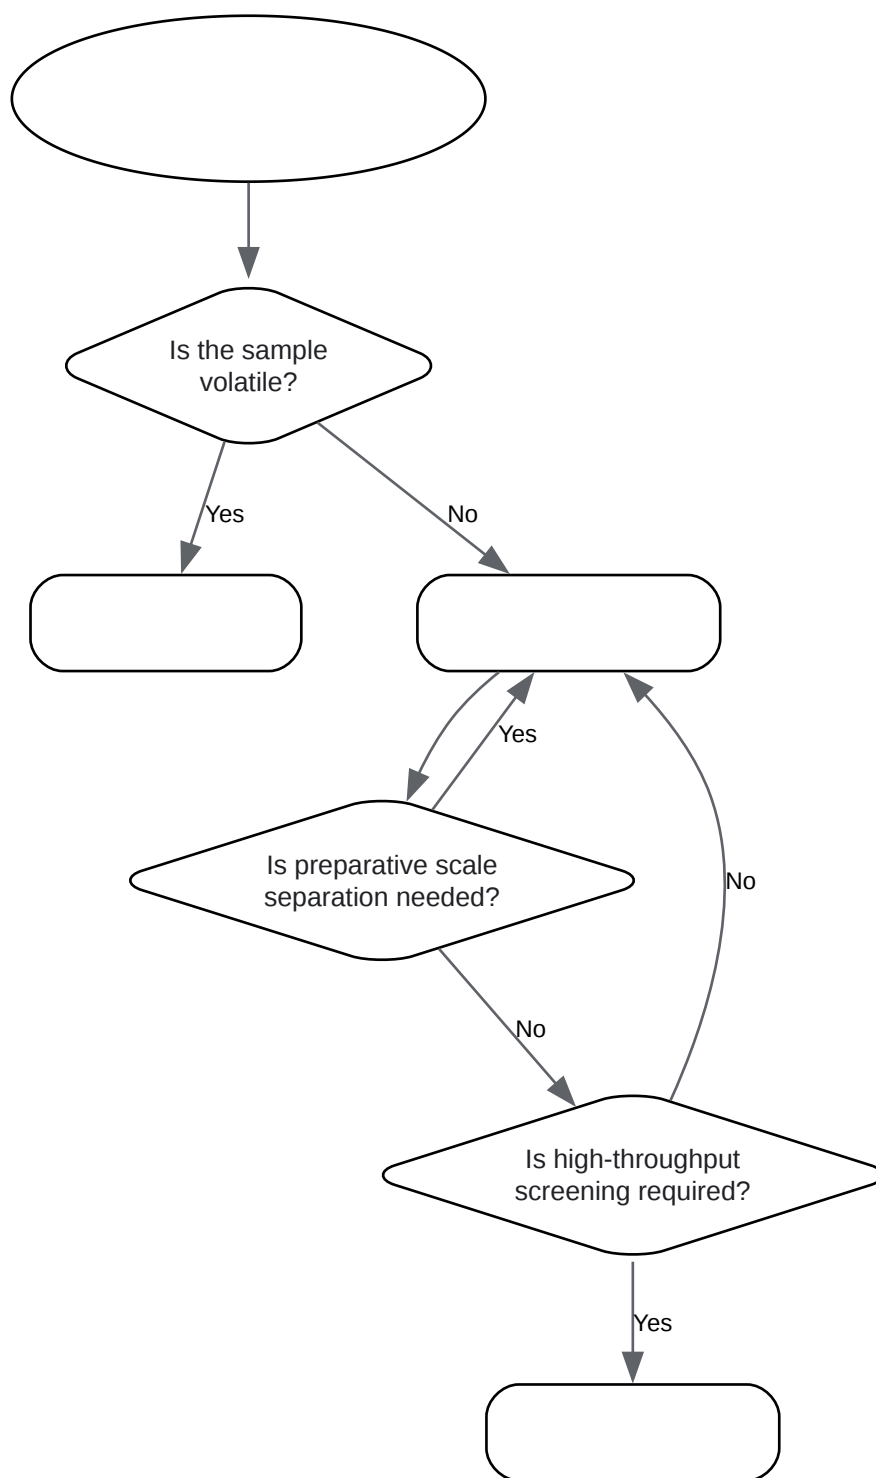 Is the sample
volatile?
Yes
No
Yes
Is preparative scale
separation needed?
No
No
Is high-throughput
screening required?
Yes